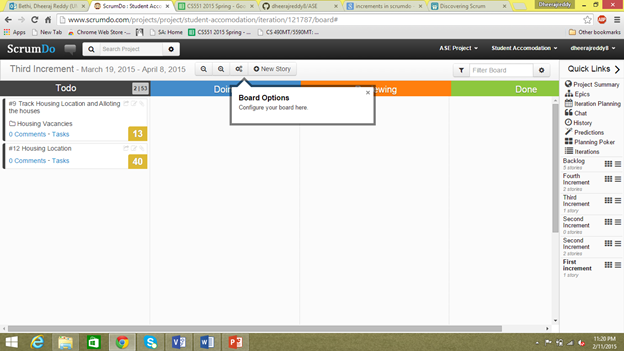 Bethi, Dheeraj Reddy (UM
ScrumDo : Student Acc
CS551 2015 Spring -
dheerajreddy8/ASE
increments in scrumdo
Discovering Scrum
Dheerajreddy
www.scrumdo.com/projects/project/student-accomodation/iteration/121787/board#
Apps
New Tab
Chrome Web Store
SA: Home
CS551 2015 Spring -
CS-490MT/5590MT:
Other bookmarks
ScrumDo
Search Project
ASE Project
Student Accomodation
dheerajreddy8
Third Increment - March 19, 2015 - April 8, 2015
New Story
Filter Board
Quick Links
Todo
2 | 53
Doin
ewing
Done
Board Options
Configure your board here.
#9 Track Housing Location and Alloting the houses
Housing Vacancies
0 Comments - Tasks
13
#12 Housing Location
0 Comments - Tasks
40
Project Summary
Epics
Iteration Planning
Chat
History
Predictions
Planning Poker
Iterations
Backlog
5 stories
Fourth Increment
2 stories
Third Increment
1 story
Second Increment
0 stories
Second Increment
2 stories
First increment
1 story
11:20 PM
2/11/2015